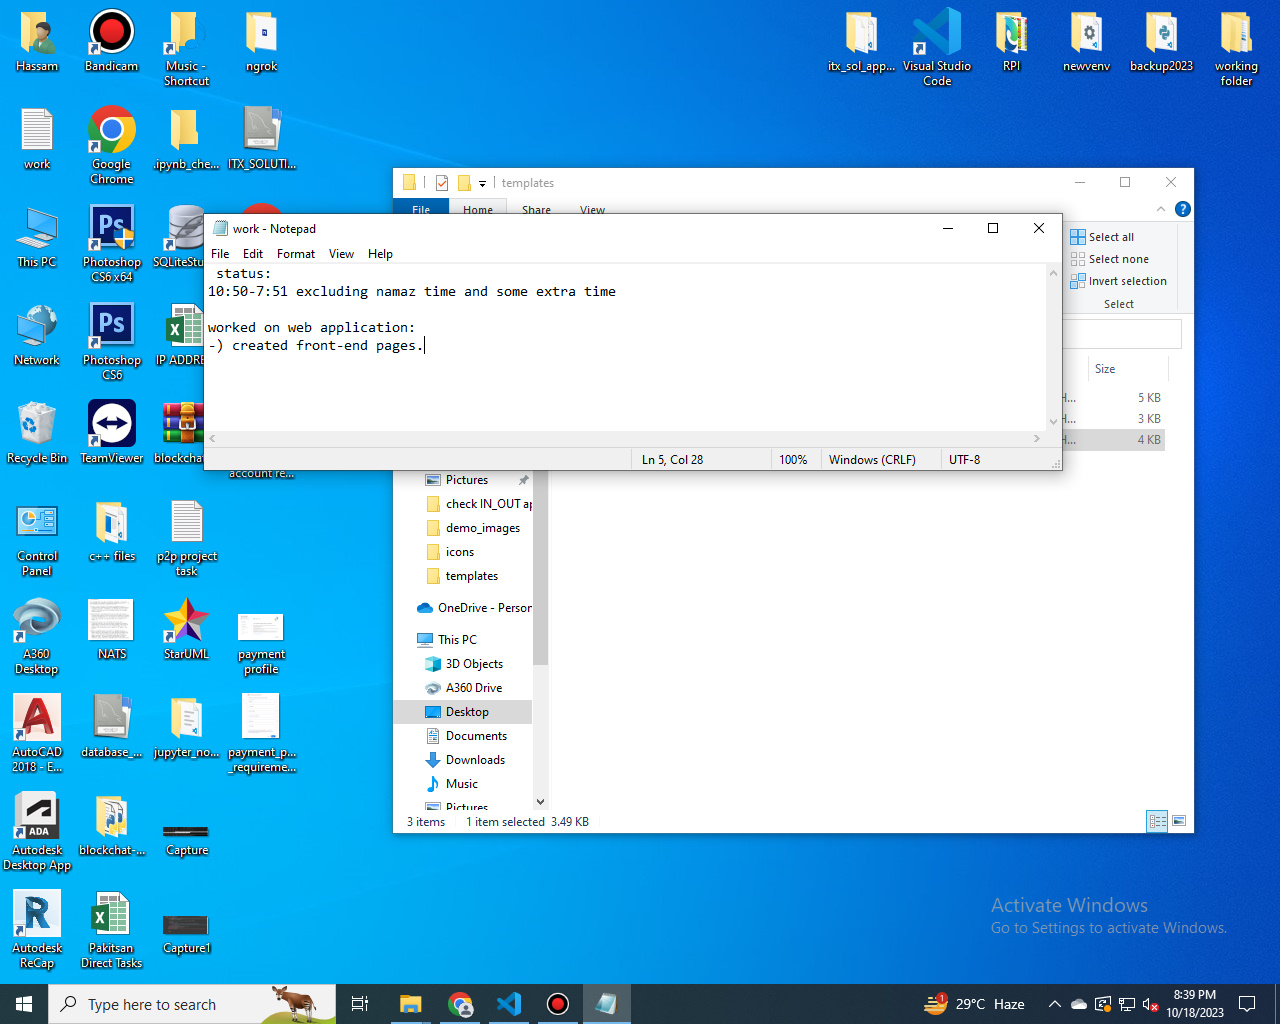 Hassam
Bandicam
Music - Shortcut
ngrok
itx_sol_app...
Visual Studio Code
RPI
newvenv
backup2023
working folder
work
Google Chrome
.ipynb_che...
ITX_SOLUTI...
templates
File
Home
Share
View
work - Notepad
File Edit Format View Help
status:
10:50-7:51 excluding namaz time and some extra time
worked on web application:
-) created front-end pages.
Ln 5, Col 28
100%
Windows (CRLF)
UTF-8
Select all
Select none
Invert selection
Select
Size
H... 5 KB
H... 3 KB
H... 4 KB
This PC
Photoshop CS6 x64
SQLiteStu
Network
Photoshop CS6
IP ADDRE
Recycle Bin
TeamViewer
blockchat
account re...
Pictures
check IN_OUT ap
demo_images
icons
templates
OneDrive - Person
This PC
3D Objects
A360 Drive
Desktop
Documents
Downloads
Music
Pictures
3 items
1 item selected 3.49 KB
Control Panel
c++ files
p2p project task
A360 Desktop
NATS
StarUML
payment profile
AutoCAD 2018 - E...
database_...
jupyter_no...
payment_p..._requireme...
ADA
Autodesk Desktop App
blockchat-...
Capture
Autodesk ReCap
Pakitsan Direct Tasks
Capture1
Activate Windows
Go to Settings to activate Windows.
Type here to search
1
29°C Haze
8:39 PM
10/18/2023